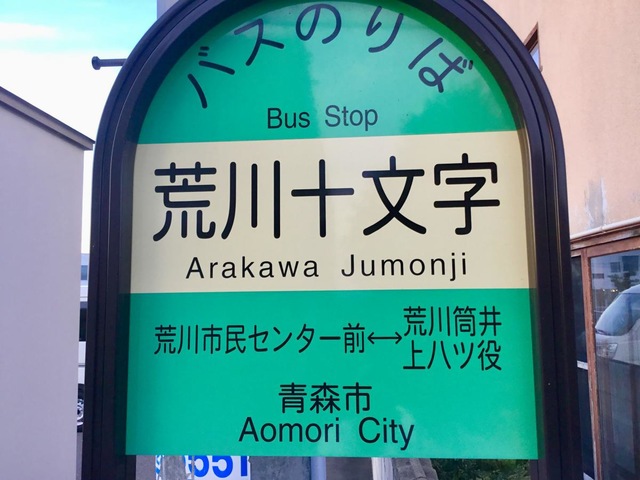 バスのりば
Bus Stop
荒川十文字
Arakawa Jumonji
荒川市民センター前↔荒川筒井
上八ツ役
青森市
Aomori City
551